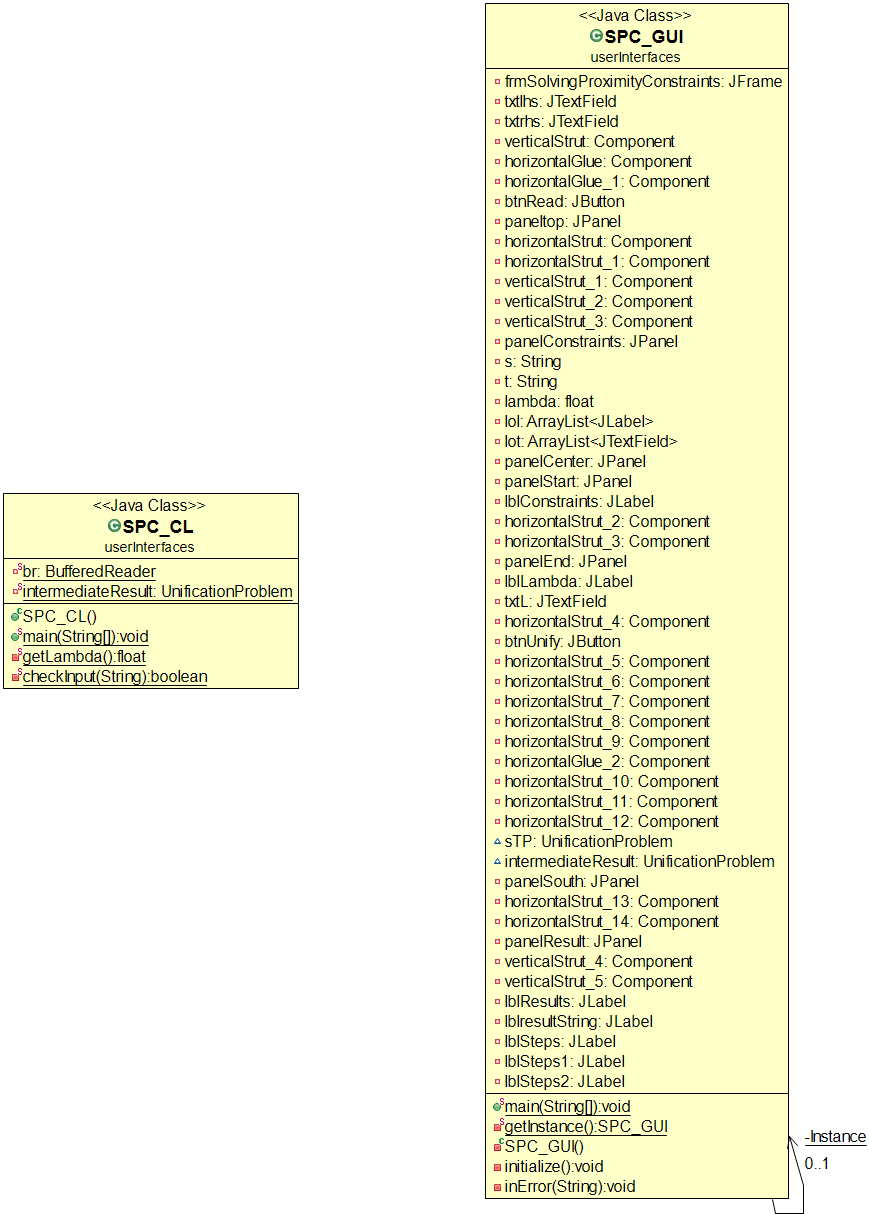 <<Java Class>>
SPC_GUI
userInterfaces
frmSolvingProximityConstraints: JFrame
txtlhs: JTextField
txtrhs: JTextField
verticalStrut: Component
horizontalGlue: Component
horizontalGlue_1: Component
btnRead: JButton
paneltop: JPanel
horizontalStrut: Component
horizontalStrut_1: Component
verticalStrut_1: Component
verticalStrut_2: Component
verticalStrut_3: Component
panelConstraints: JPanel
s: String
t: String
lambda: float
lol: ArrayList<JLabel>
lot: ArrayList<JTextField>
panelCenter: JPanel
panelStart: JPanel
lblConstraints: JLabel
horizontalStrut_2: Component
horizontalStrut_3: Component
panelEnd: JPanel
lblLambda: JLabel
txtL: JTextField
horizontalStrut_4: Component
btnUnify: JButton
horizontalStrut_5: Component
horizontalStrut_6: Component
horizontalStrut_7: Component
horizontalStrut_8: Component
horizontalStrut_9: Component
horizontalGlue_2: Component
horizontalStrut_10: Component
horizontalStrut_11: Component
horizontalStrut_12: Component
sTP: UnificationProblem
intermediateResult: UnificationProblem
panelSouth: JPanel
horizontalStrut_13: Component
horizontalStrut_14: Component
panelResult: JPanel
verticalStrut_4: Component
verticalStrut_5: Component
lblResults: JLabel
lblresultString: JLabel
lblSteps: JLabel
lblSteps1: JLabel
lblSteps2: JLabel
main(String[]):void
getInstance():SPC_GUI
SPC_GUI()
initialize():void
inError(String):void
-Instance
0..1
<<Java Class>>
SPC_CL
userInterfaces
br: BufferedReader
intermediateResult: UnificationProblem
SPC_CL()
main(String[]):void
getLambda():float
checkInput(String):boolean